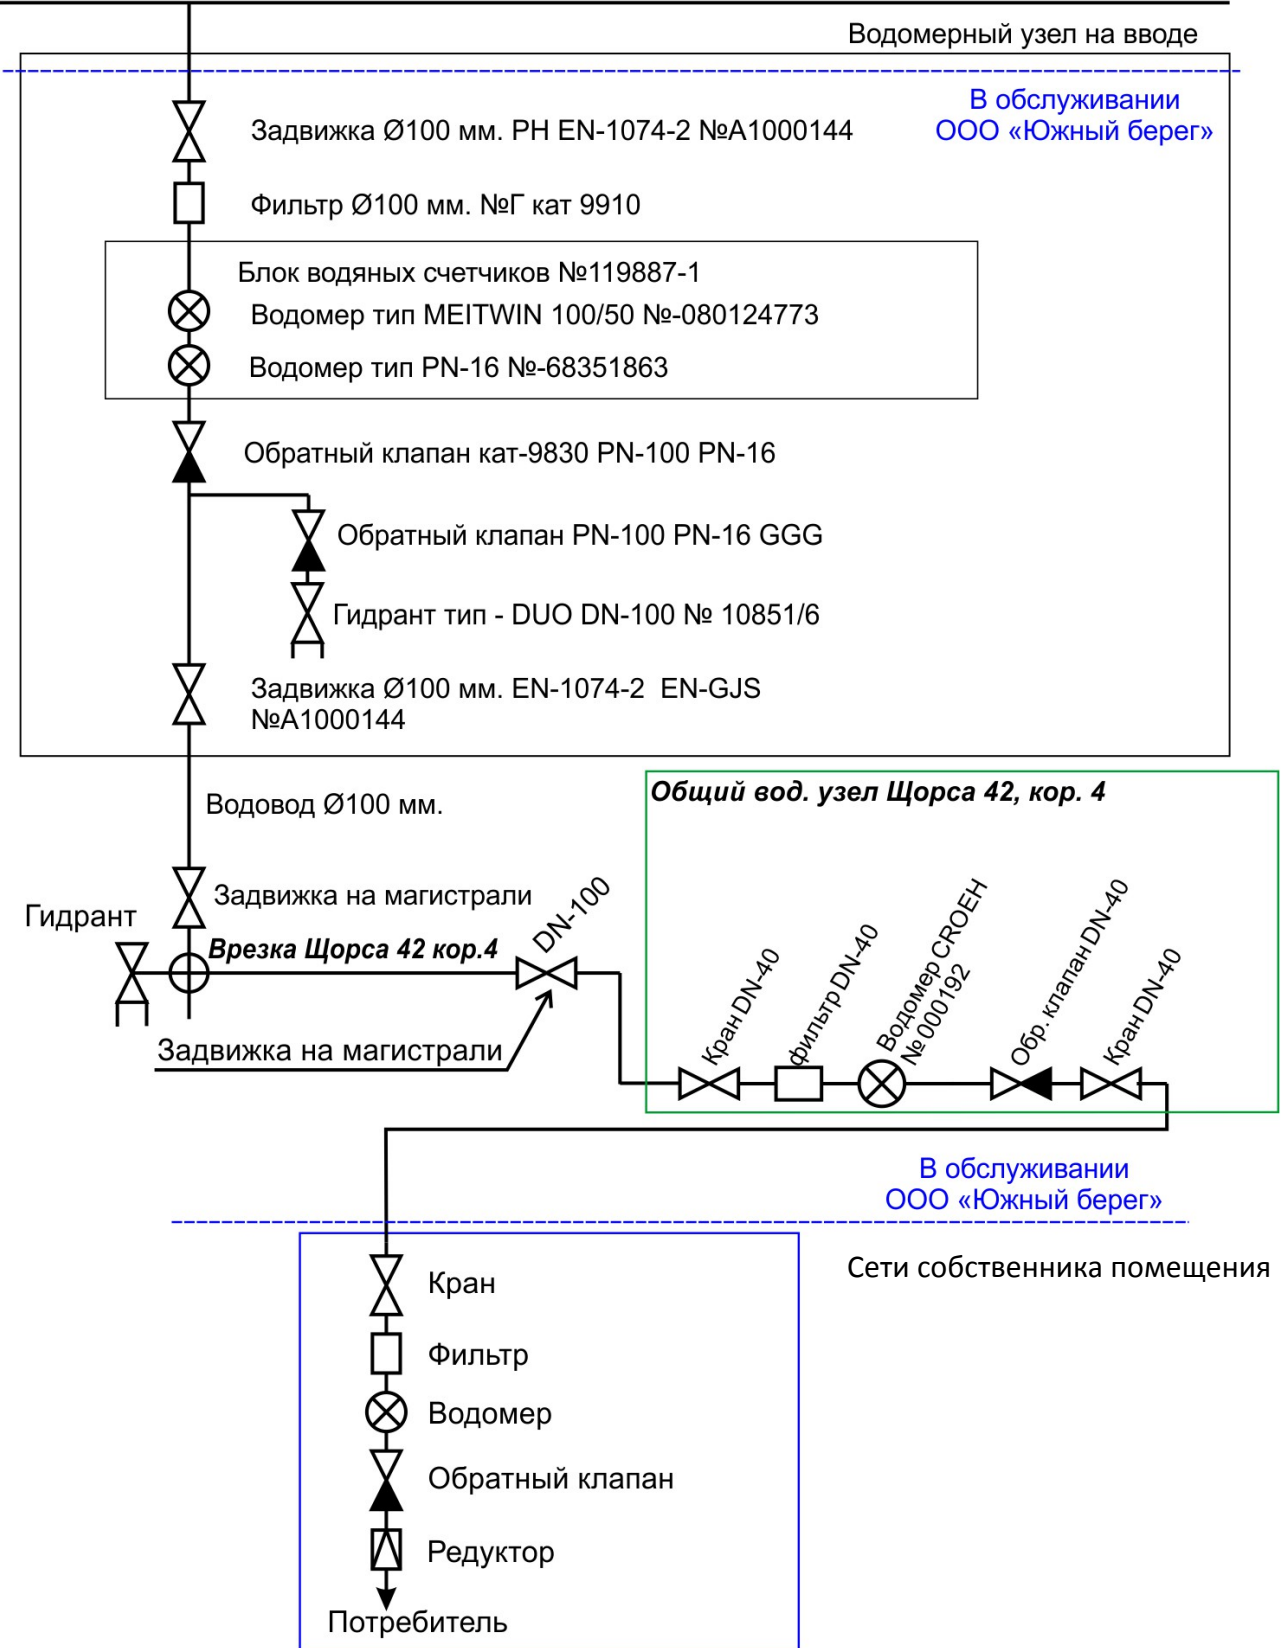 Водомерный узел на вводе
В обслуживании
ООО «Южный берег»
Задвижка Ø100 мм. PH EN-1074-2 №А1000144
Фильтр Ø100 мм. №Г кат 9910
Блок водяных счетчиков №119887-1
Водомер тип MEITWIN 100/50 №-080124773
Водомер тип PN-16 №-68351863
Обратный клапан кат-9830 PN-100 PN-16
Обратный клапан PN-100 PN-16 GGG
Гидрант тип - DUO DN-100 № 10851/6
Задвижка Ø100 мм. EN-1074-2 EN-GJS
№А1000144
Водовод Ø100 мм.
Общий вод. узел Щорса 42, кор. 4
Задвижка на магистрали
Гидрант
Врезка Щорса 42 кор.4
DN-100
Задвижка на магистрали
Кран DN-40
фильтр DN-40
Водомер CROEH
№ 000192
Обр. клапан DN-40
Кран DN-40
В обслуживании
ООО «Южный берег»
Сети собственника помещения
Кран
Фильтр
Водомер
Обратный клапан
Редуктор
Потребитель